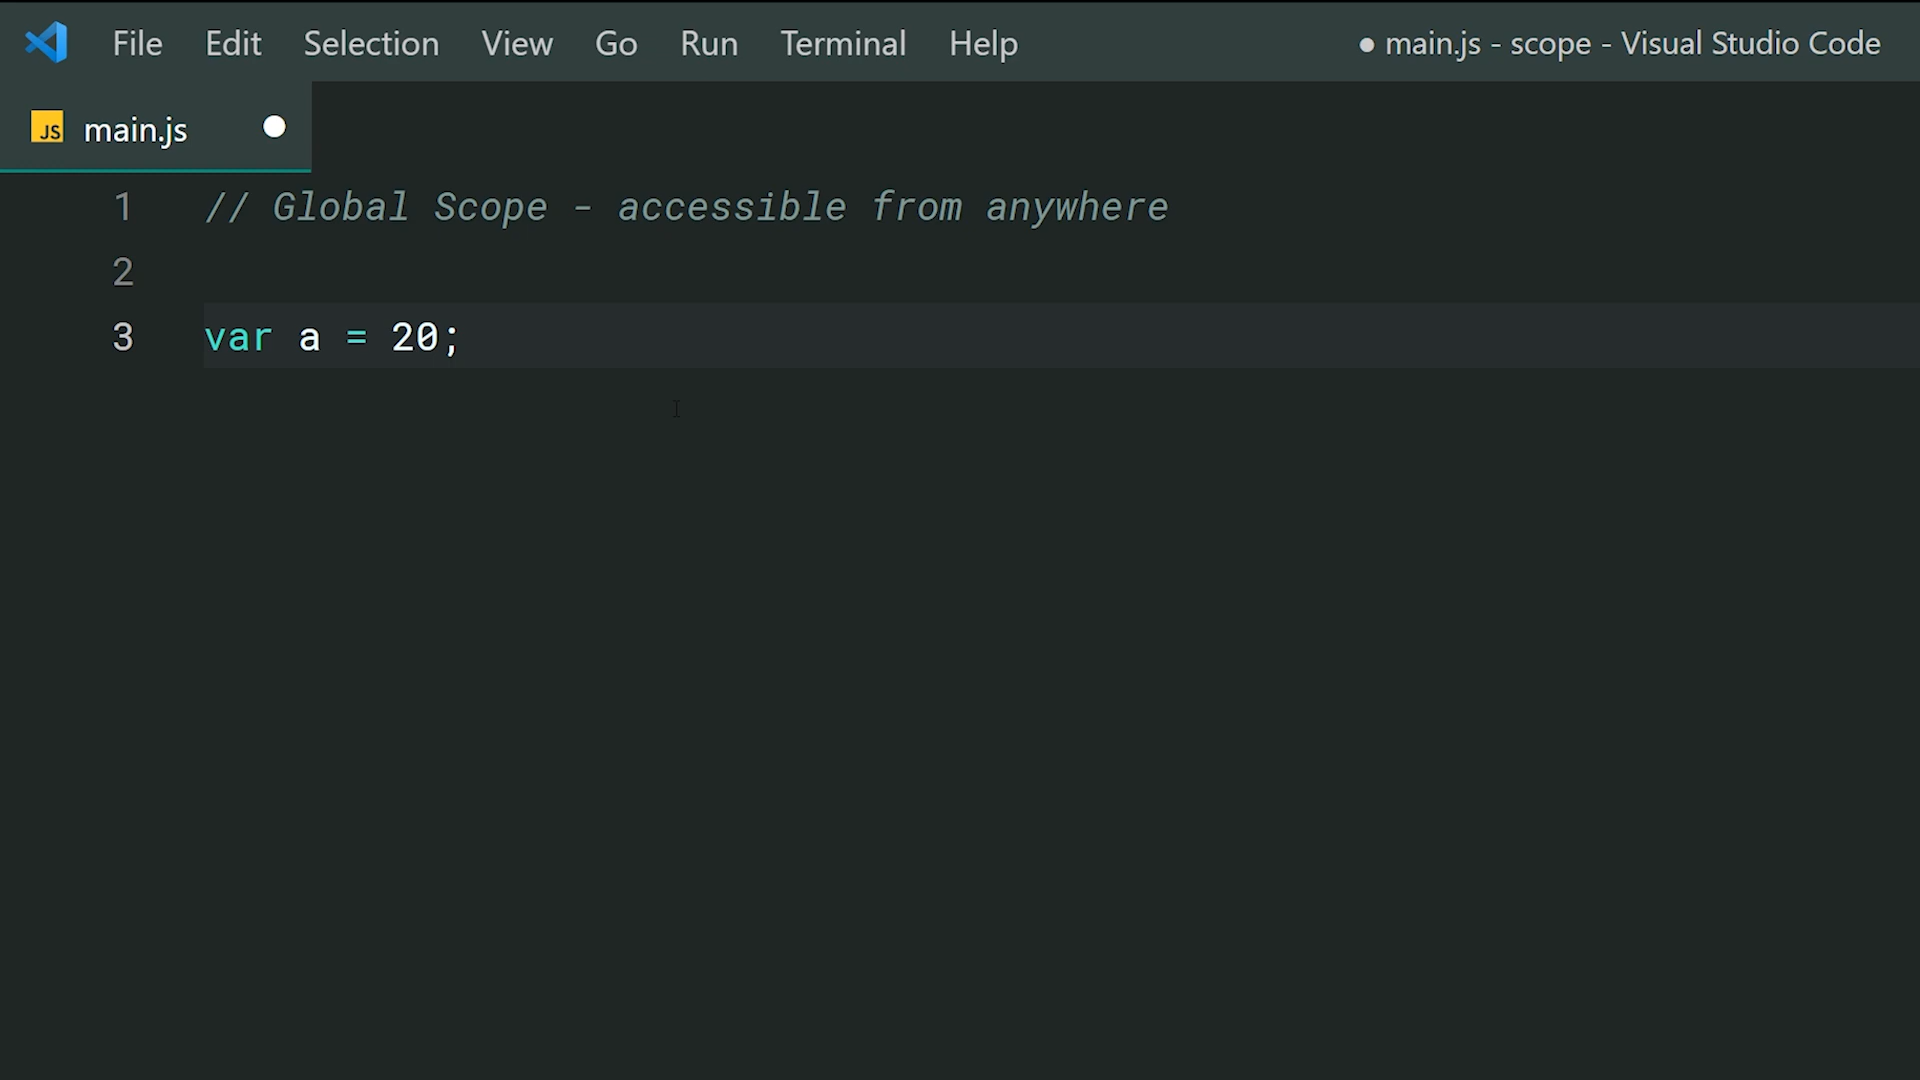 File Edit Selection View Go Run Terminal Help ● main.js - scope - Visual Studio Code
JS main.js
1 // Global Scope - accessible from anywhere
2
3 var a = 20;